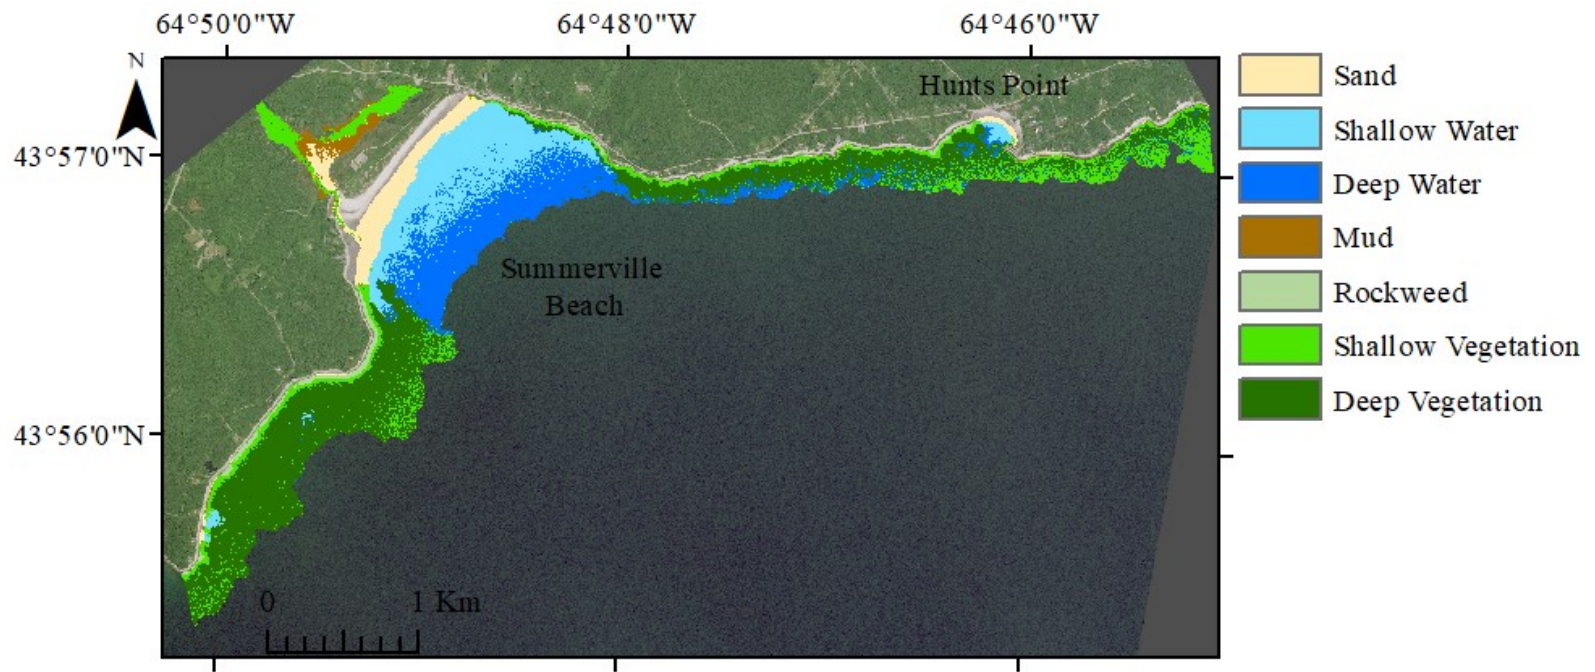 64°50'0"W
64°48'0"W
64°46'0"W
N
Hunts Point
43°57'0"N
Summerville
Beach
43°56'0"N
0 1 Km
Sand
Shallow Water
Deep Water
Mud
Rockweed
Shallow Vegetation
Deep Vegetation